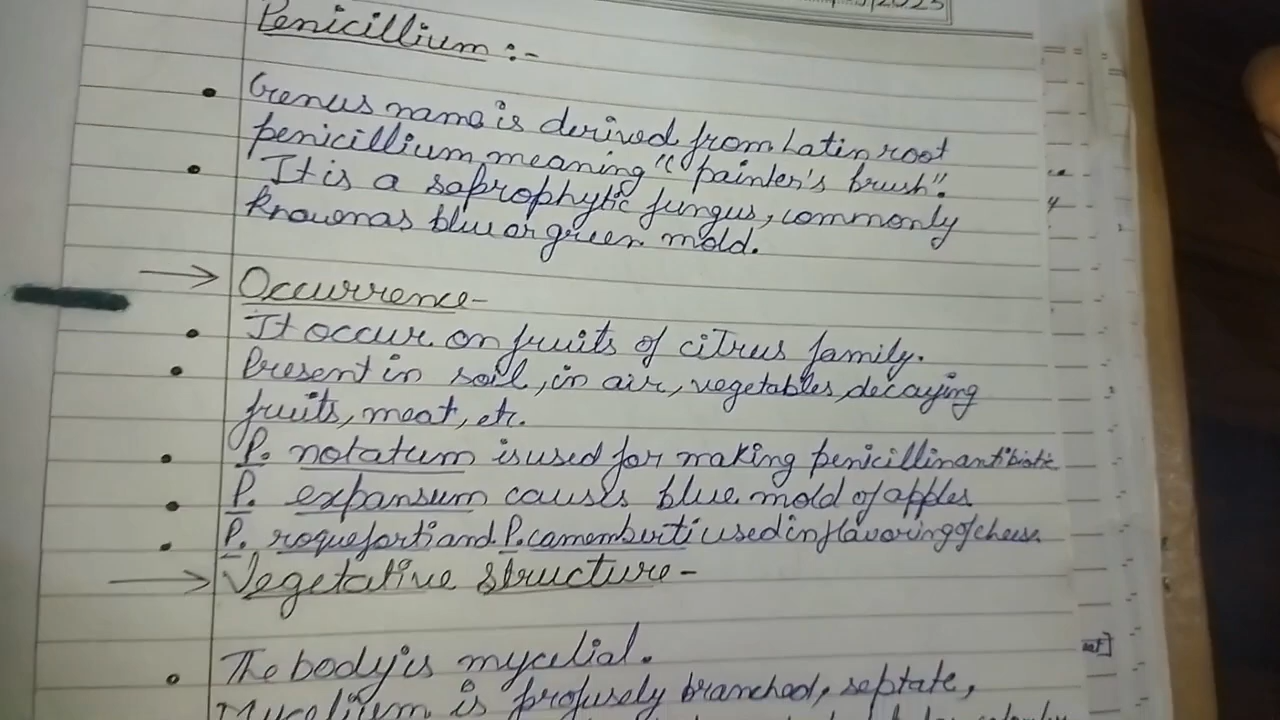 2025
Penicillium :-
• Genus name is derived from Latin root
penicillium meaning "painter's brush".
• It is a saprophytic fungus, commonly
known as blue or green mold.
→ Occurrence -
• It occur on fruits of citrus family.
• Present in soil, in air, vegetables, decaying
fruits, meat, etc.
• P. notatum is used for making penicillin antibiotic
• P. expansum causes blue mold of apples
• P. roqueforti and P. camemberti used in flavoring of cheese.
→ Vegetative structure -
• The body is mycelial.
Mycelium is profusely branched, septate,